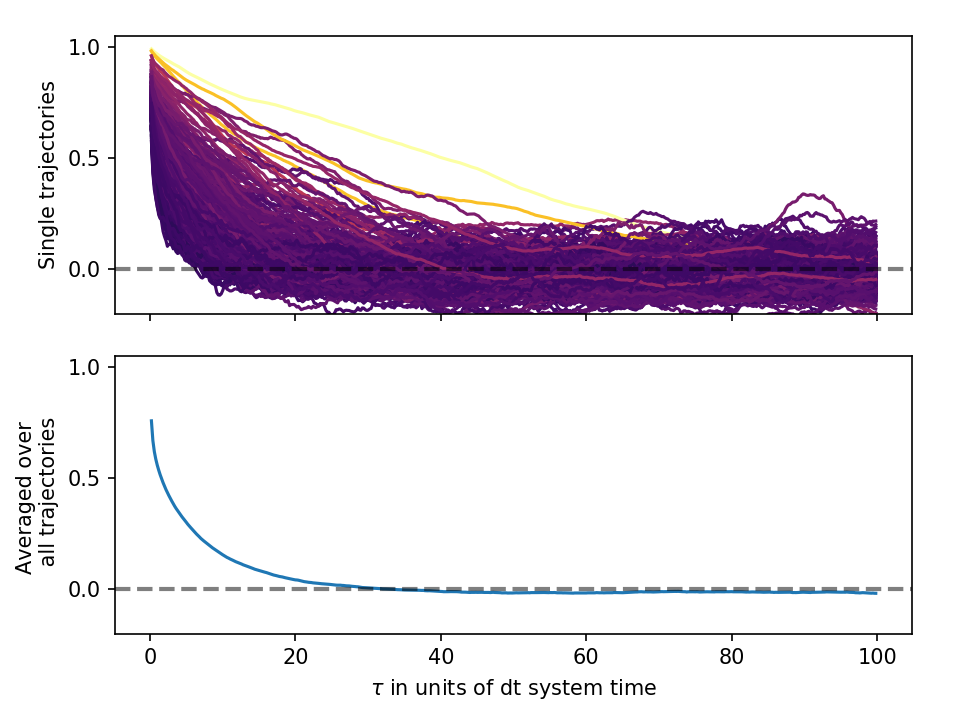 1.0
0.5
0.0
Single trajectories
1.0
0.5
0.0
Averaged over
all trajectories
0 20 40 60 80 100
τ in units of dt system time